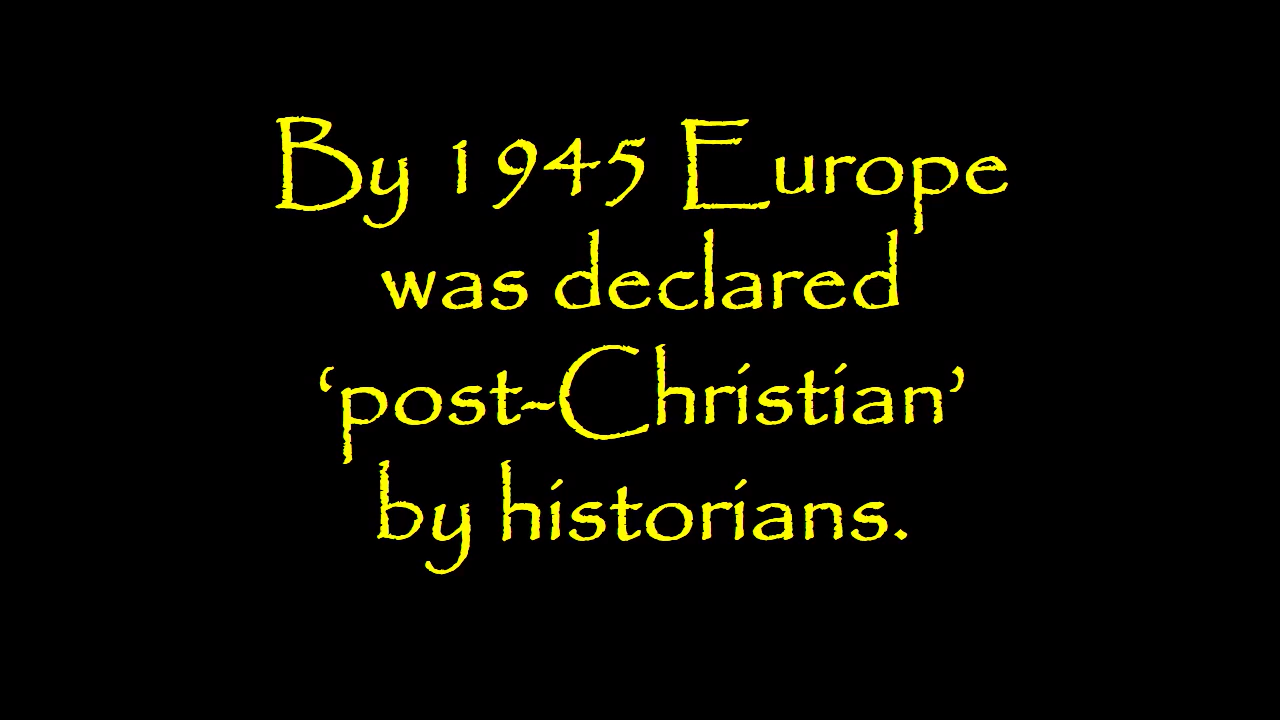 By 1945 Europe
was declared
‘post-Christian’
by historians.